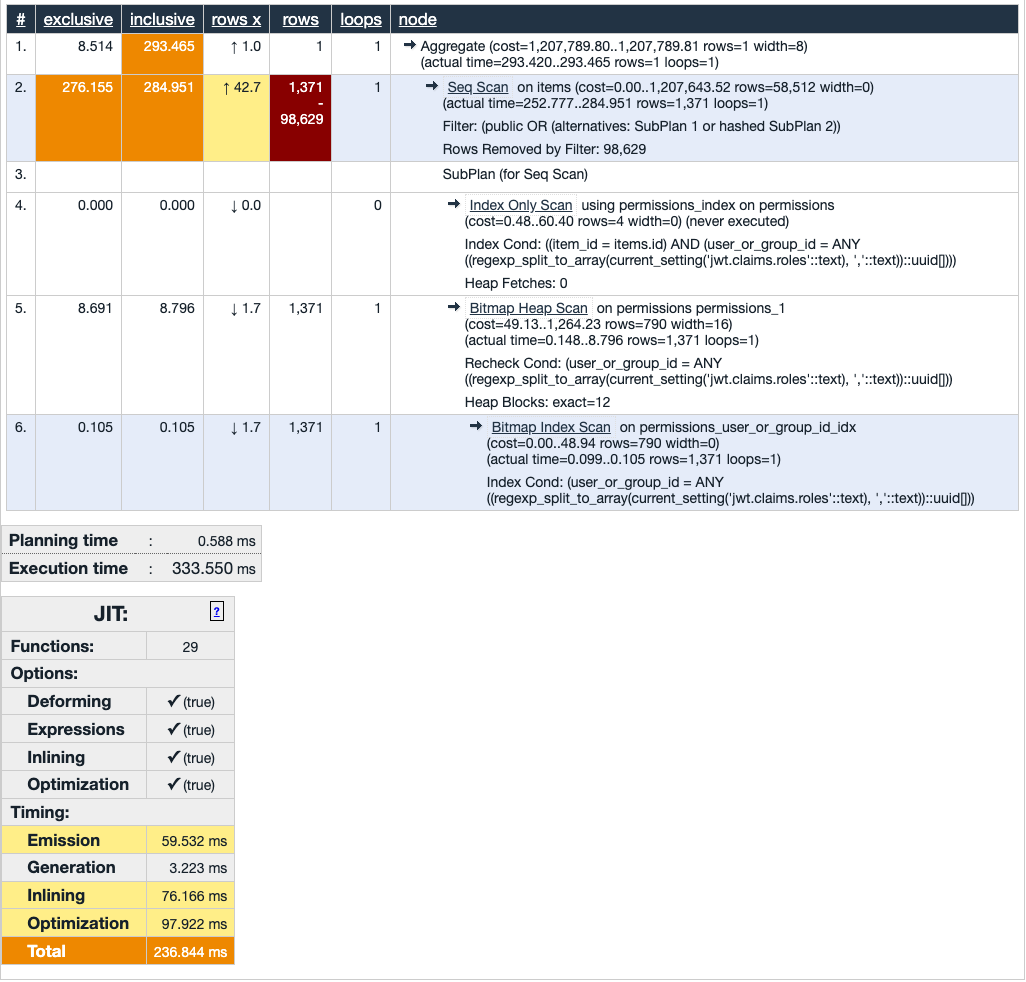 # exclusive inclusive rows x rows loops node
1. 8.514 293.465 ↑ 1.0 1 1 → Aggregate (cost=1,207,789.80..1,207,789.81 rows=1 width=8)
(actual time=293.420..293.465 rows=1 loops=1)
2. 276.155 284.951 ↑ 42.7 1,371 1 → Seq Scan on items (cost=0.00..1,207,643.52 rows=58,512 width=0)
- (actual time=252.777..284.951 rows=1,371 loops=1)
98,629 Filter: (public OR (alternatives: SubPlan 1 or hashed SubPlan 2))
Rows Removed by Filter: 98,629
3. SubPlan (for Seq Scan)
4. 0.000 0.000 ↓ 0.0 0 → Index Only Scan using permissions_index on permissions
(cost=0.48..60.40 rows=4 width=0) (never executed)
Index Cond: ((item_id = items.id) AND (user_or_group_id = ANY
((regexp_split_to_array(current_setting('jwt.claims.roles'::text), ','::text))::uuid[])))
Heap Fetches: 0
5. 8.691 8.796 ↓ 1.7 1,371 1 → Bitmap Heap Scan on permissions permissions_1
(cost=49.13..1,264.23 rows=790 width=16)
(actual time=0.148..8.796 rows=1,371 loops=1)
Recheck Cond: (user_or_group_id = ANY
((regexp_split_to_array(current_setting('jwt.claims.roles'::text), ','::text))::uuid[]))
Heap Blocks: exact=12
6. 0.105 0.105 ↓ 1.7 1,371 1 → Bitmap Index Scan on permissions_user_or_group_id_idx
(cost=0.00..48.94 rows=790 width=0)
(actual time=0.099..0.105 rows=1,371 loops=1)
Index Cond: (user_or_group_id = ANY
((regexp_split_to_array(current_setting('jwt.claims.roles'::text), ','::text))::uuid[]))
Planning time : 0.588 ms
Execution time : 333.550 ms
JIT: ?
Functions: 29
Options:
Deforming ✓ (true)
Expressions ✓ (true)
Inlining ✓ (true)
Optimization ✓ (true)
Timing:
Emission 59.532 ms
Generation 3.223 ms
Inlining 76.166 ms
Optimization 97.922 ms
Total 236.844 ms